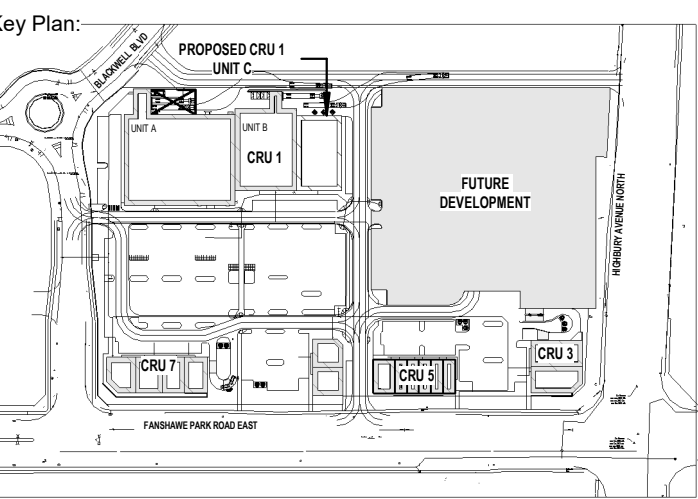 Key Plan:
BLACKWELL BLVD
PROPOSED CRU 1
UNIT C
UNIT A
UNIT B
CRU 1
FUTURE
DEVELOPMENT
HIGHBURY AVENUE NORTH
CRU 7
CRU 5
CRU 3
FANSHAWE PARK ROAD EAST